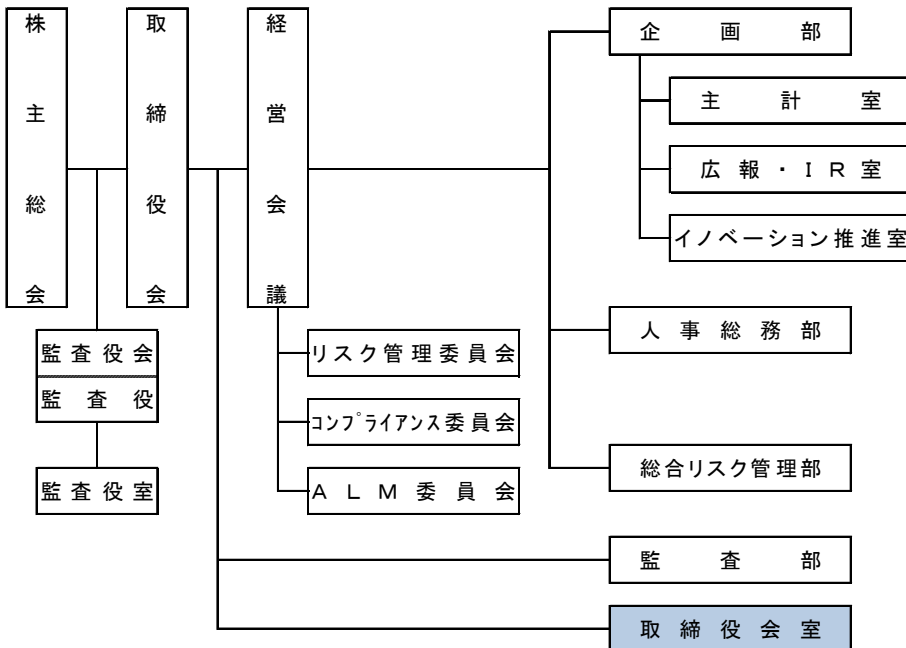 株主総会
取締役会
経営会議
企画部
主計室
広報・IR室
イノベーション推進室
人事総務部
総合リスク管理部
監査部
取締役会室
リスク管理委員会
コンプライアンス委員会
ALM委員会
監査役会
監査役
監査役室